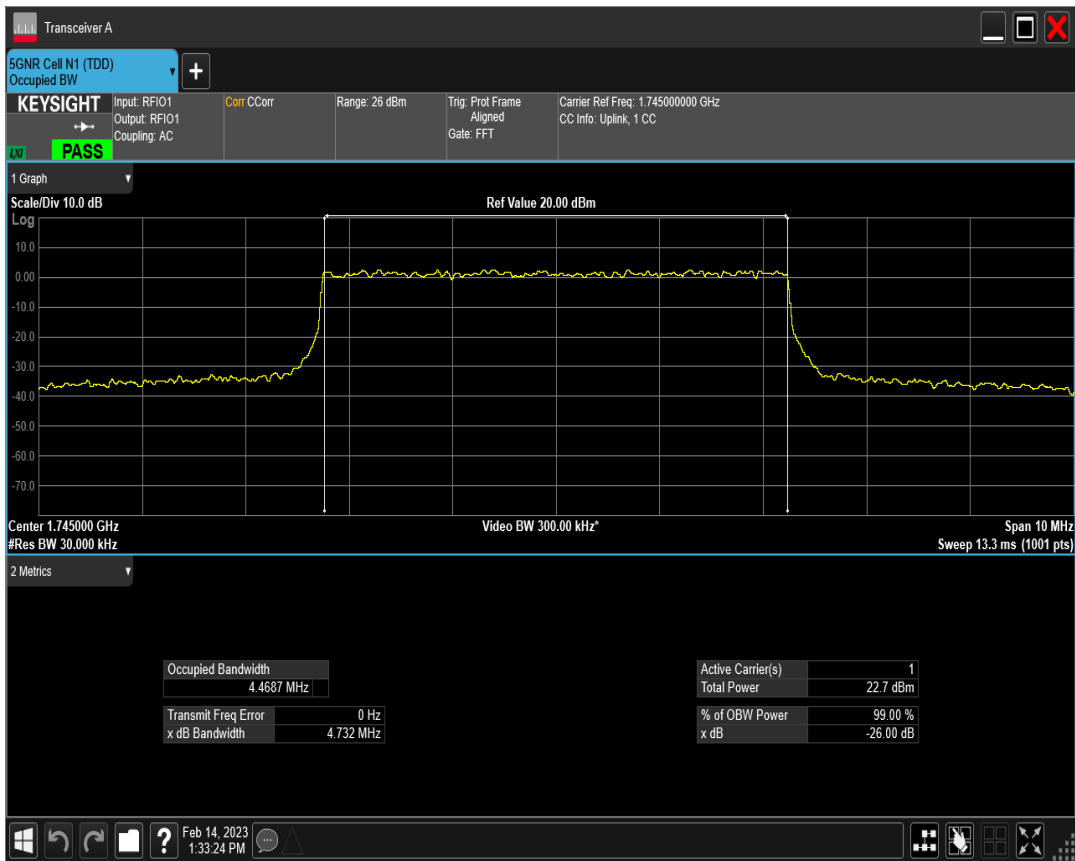 Transceiver A
5GNR Cell N1 (TDD)
Occupied BW
+
KEYSIGHT
LXI
PASS
Input: RFIO1
Output: RFIO1
Coupling: AC
Corr CCorr
Range: 26 dBm
Trig: Prot Frame
Aligned
Gate: FFT
Carrier Ref Freq: 1.745000000 GHz
CC Info: Uplink, 1 CC
1 Graph
Scale/Div 10.0 dB
Ref Value 20.00 dBm
Log
10.0
0.00
-10.0
-20.0
-30.0
-40.0
-50.0
-60.0
-70.0
Center 1.745000 GHz
Video BW 300.00 kHz*
Span 10 MHz
#Res BW 30.000 kHz
Sweep 13.3 ms (1001 pts)
2 Metrics
Occupied Bandwidth
4.4687 MHz
Transmit Freq Error 0 Hz
x dB Bandwidth 4.732 MHz
Active Carrier(s) 1
Total Power 22.7 dBm
% of OBW Power 99.00 %
x dB -26.00 dB
?
Feb 14, 2023
1:33:24 PM